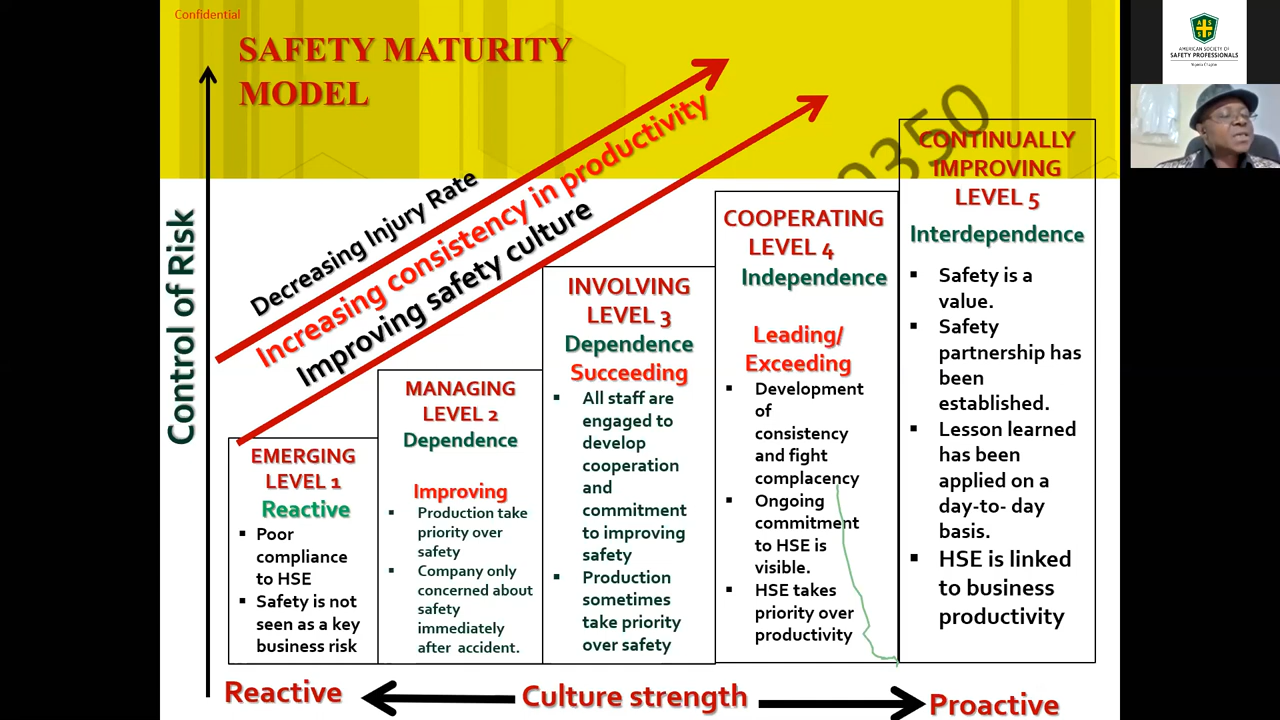 Confidential
SAFETY MATURITY
MODEL
AMERICAN SOCIETY OF
SAFETY PROFESSIONALS
Control of Risk
Decreasing Injury Rate
Increasing consistency in productivity
Improving safety culture
EMERGING
LEVEL 1
Reactive
▪ Poor
compliance
to HSE
▪ Safety is not
seen as a key
business risk
MANAGING
LEVEL 2
Dependence
Improving
▪ Production take
priority over
safety
▪ Company only
concerned about
safety
immediately
after accident.
INVOLVING
LEVEL 3
Dependence
Succeeding
▪ All staff are
engaged to
develop
cooperation
and
commitment
to improving
safety
▪ Production
sometimes
take priority
over safety
COOPERATING
LEVEL 4
Independence
Leading/
Exceeding
▪ Development
of
consistency
and fight
complacency
▪ Ongoing
commitment
to HSE is
visible.
▪ HSE takes
priority over
productivity
0350
CONTINUALLY
IMPROVING
LEVEL 5
Interdependence
▪ Safety is a
value.
▪ Safety
partnership has
been
established.
▪ Lesson learned
has been
applied on a
day-to- day
basis.
▪ HSE is linked
to business
productivity
Reactive
Culture strength
Proactive